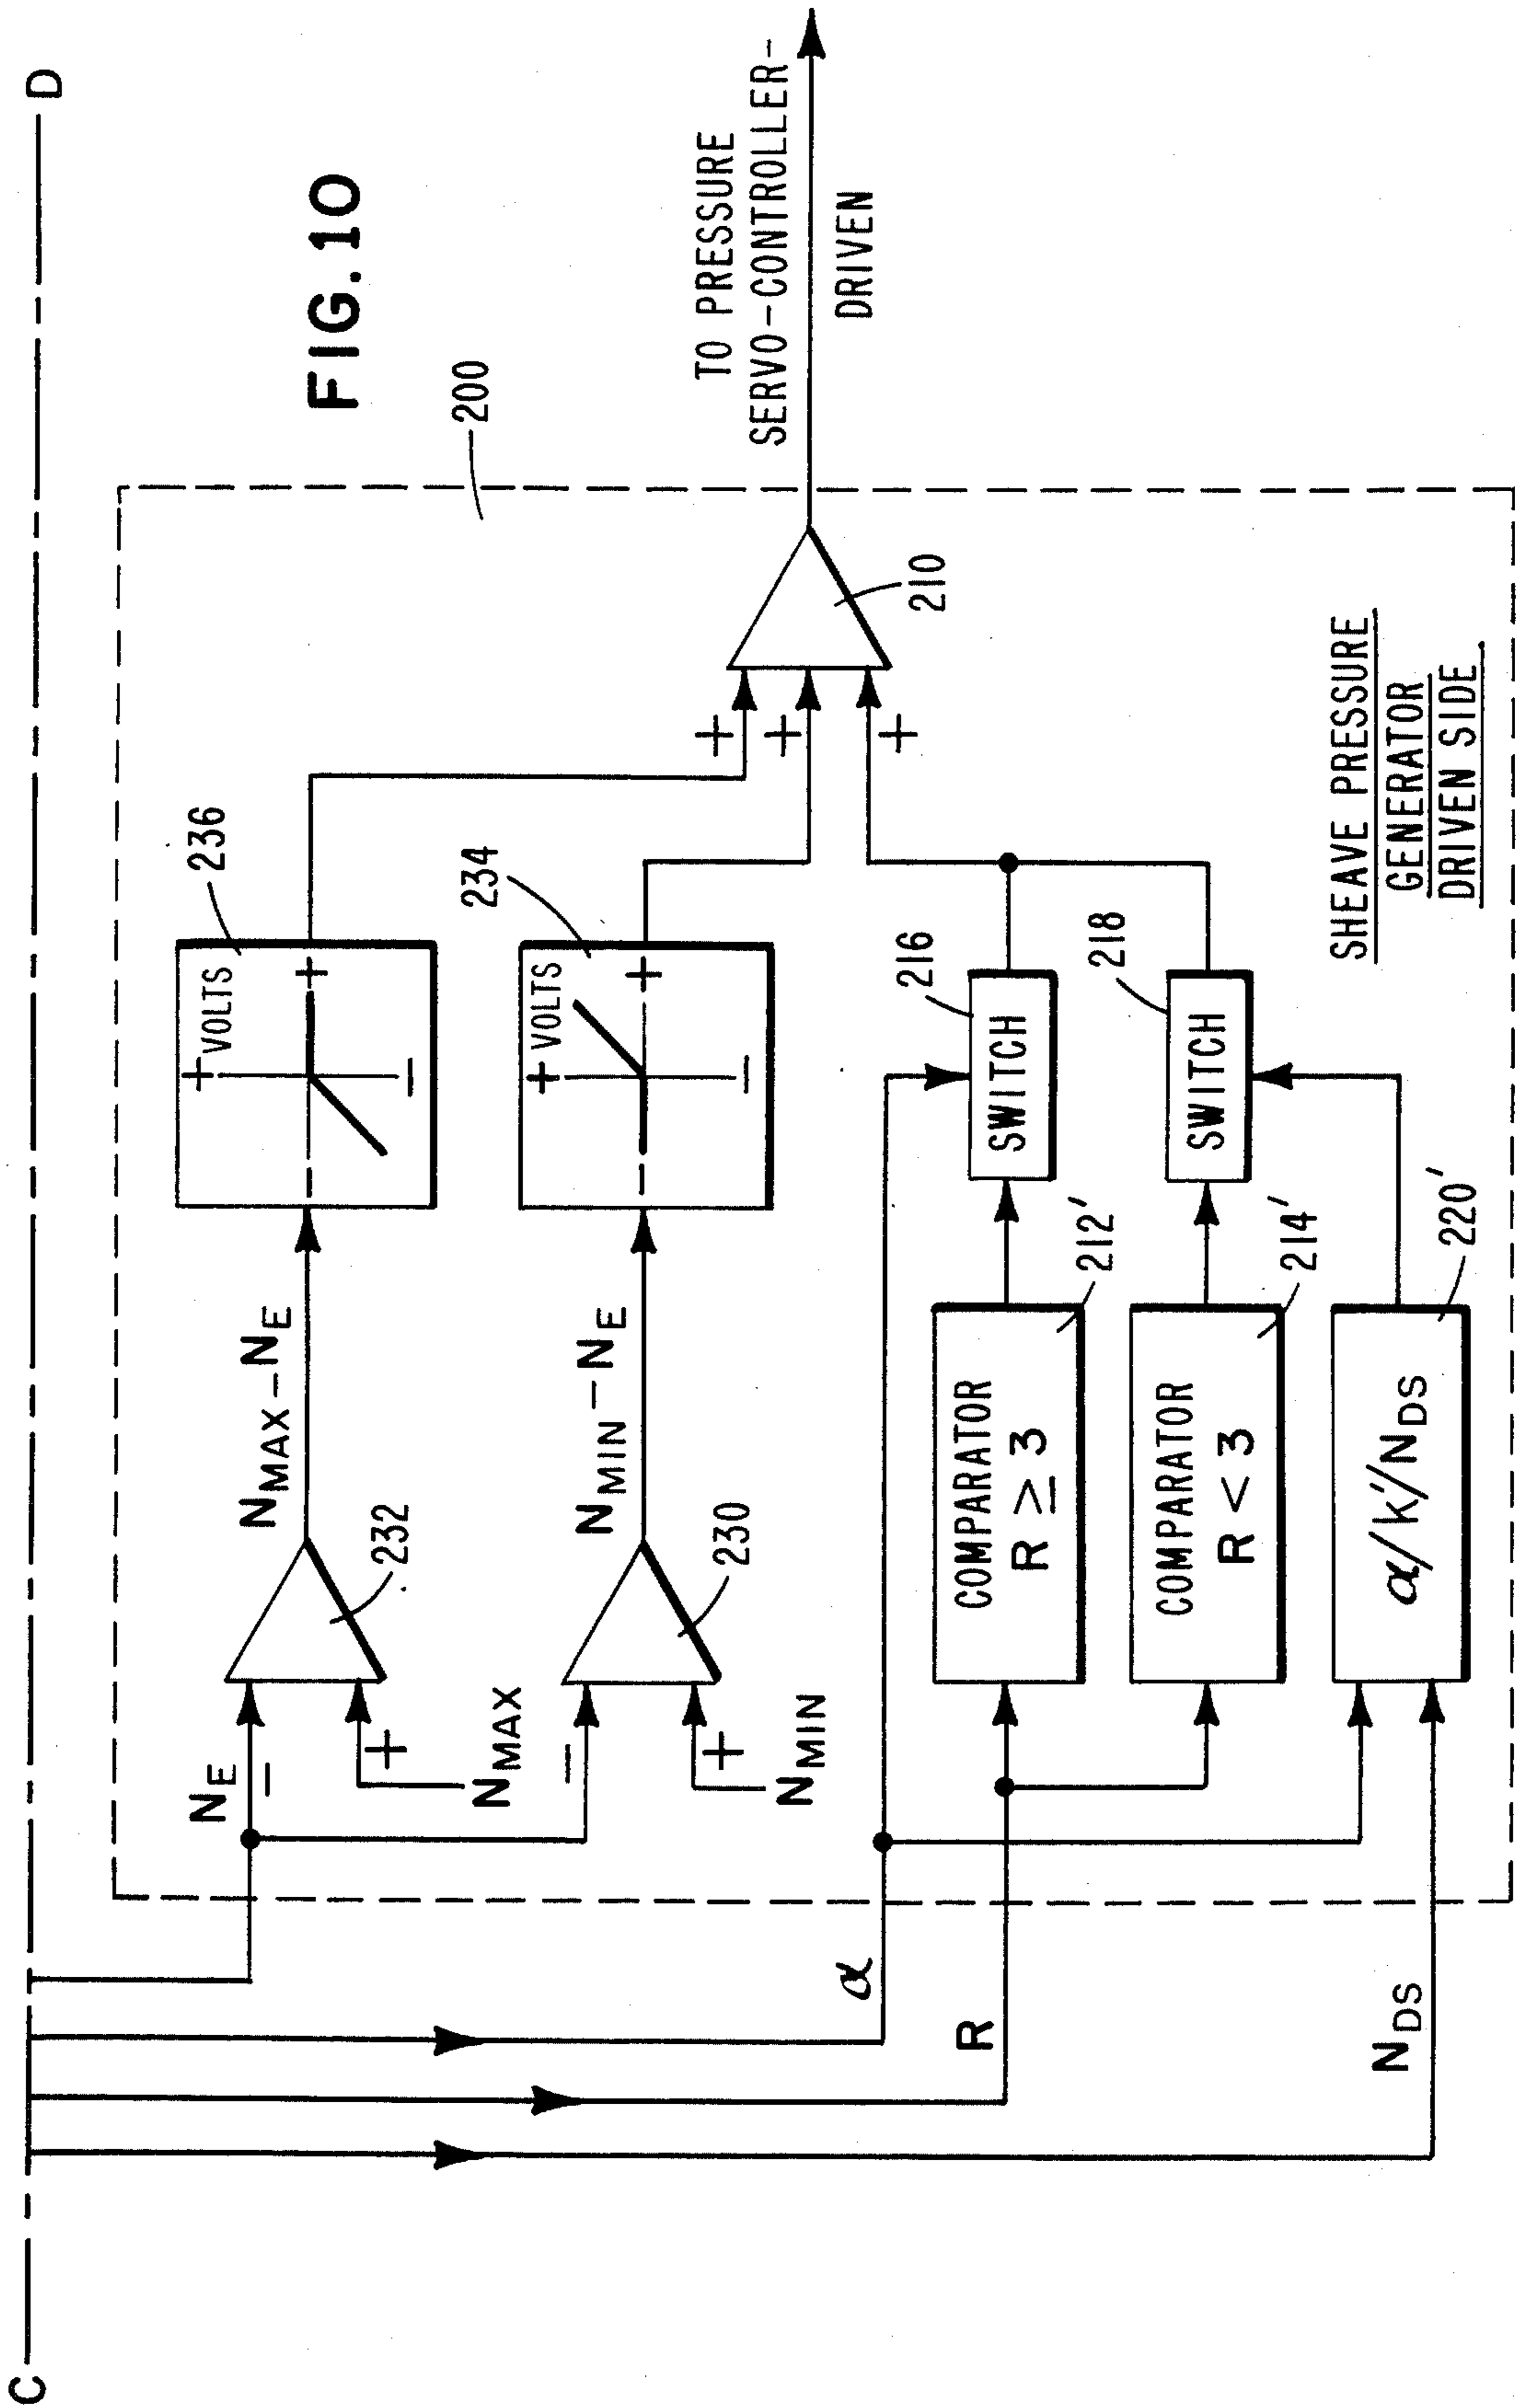 C
D
FIG.10
200
236
+ VOLTS
− +
−
234
+ VOLTS
− +
−
NE
−
+
NMAX
232
NMAX−NE
−
+
NMIN
230
NMIN−NE
+
+
+
210
TO PRESSURE
SERVO-CONTROLLER-
DRIVEN
α
R
NDS
COMPARATOR
R ≥ 3
212'
SWITCH
216
COMPARATOR
R < 3
214'
SWITCH
218
α/k'/NDS
220'
SHEAVE PRESSURE
GENERATOR
DRIVEN SIDE